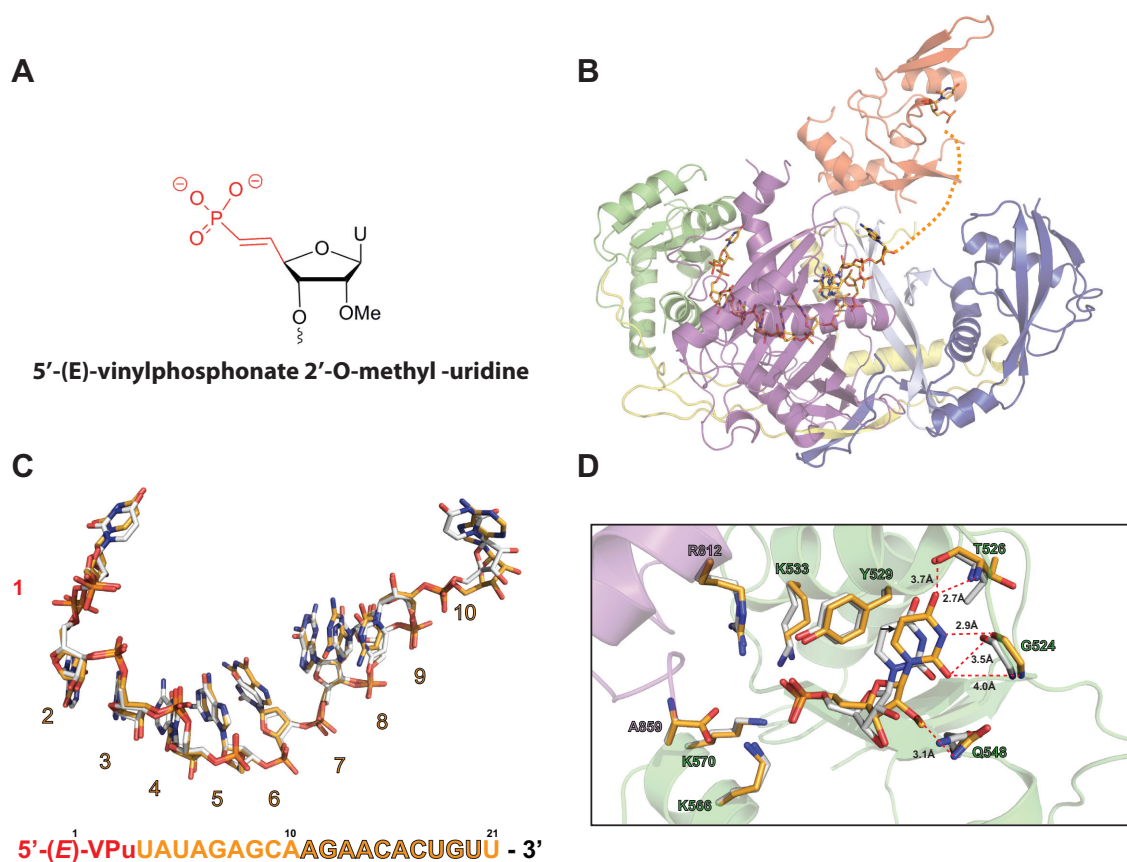 A
O
O
P
O
O
U
O
OMe
5′-(E)-vinylphosphonate 2′-O-methyl -uridine
B
C
1
2
3
4
5
6
7
8
9
10
1 10 21
5’-(E)-VPuUAUAGAGCAAGAACACUGUU - 3’
D
R812
K533
Y529
T526
3.7Å
2.7Å
2.9Å
G524
3.5Å
4.0Å
A859
K570
Q548
3.1Å
K566